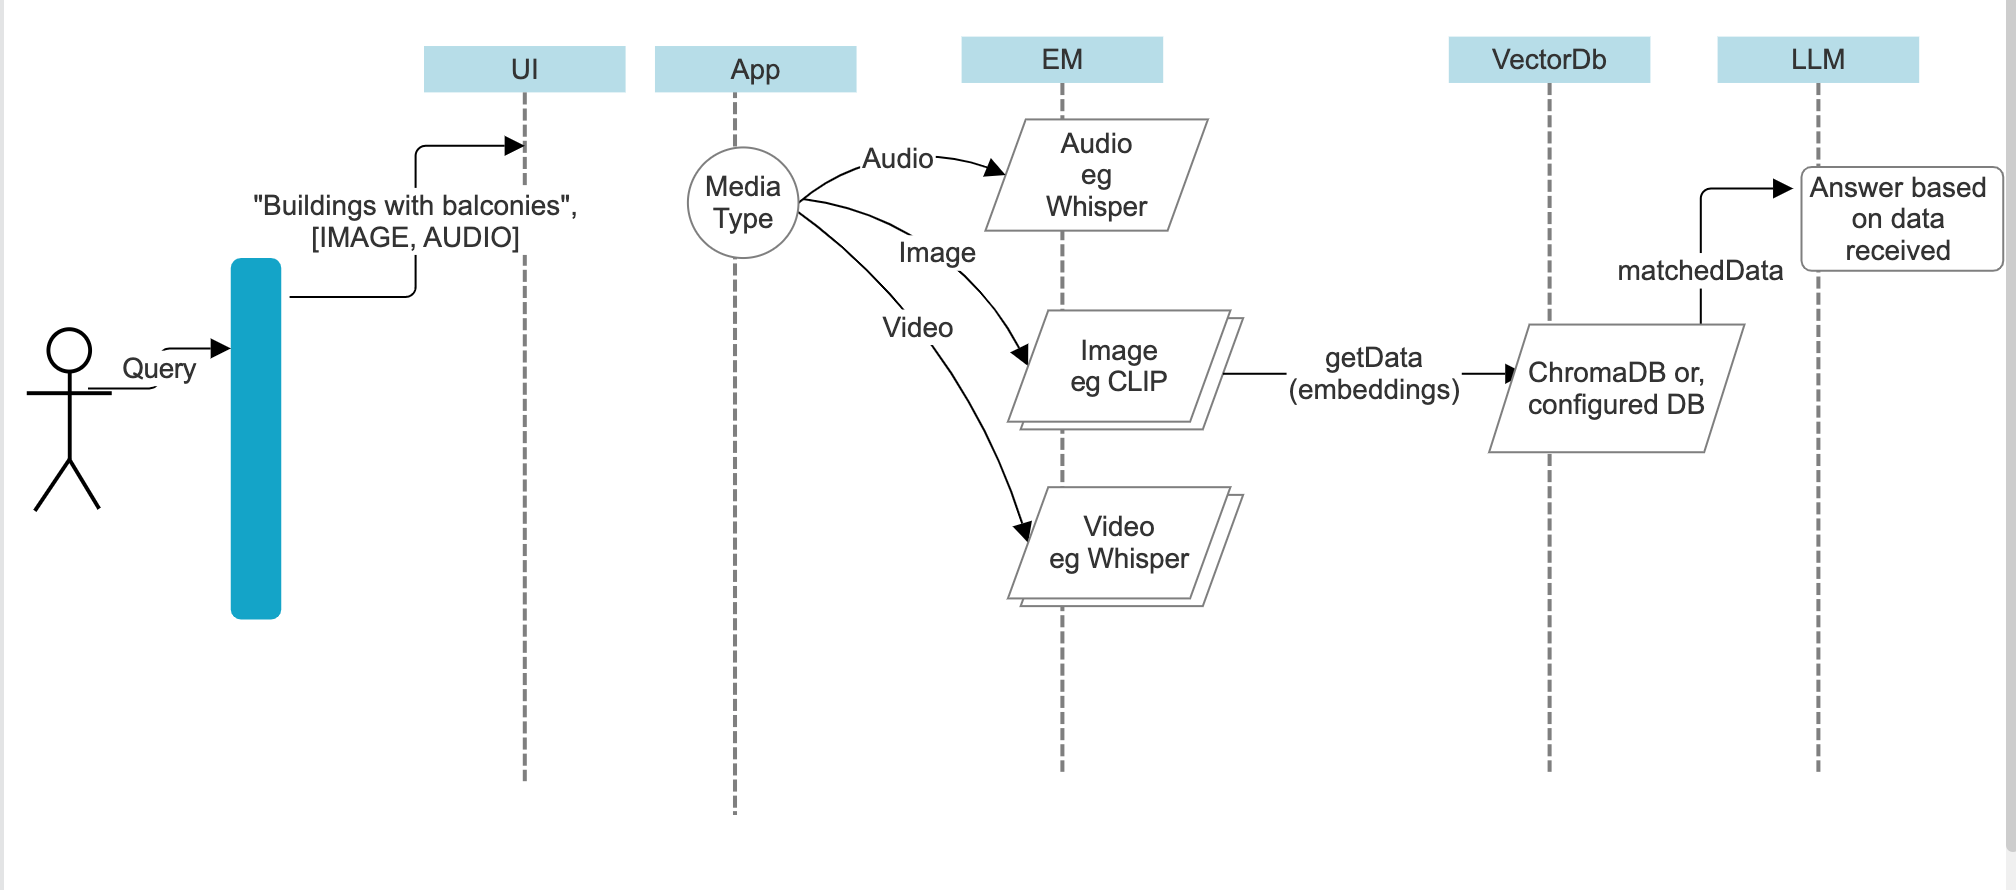 UI
App
EM
VectorDb
LLM
Query
"Buildings with balconies",
[IMAGE, AUDIO]
Media
Type
Audio
Image
Video
Audio
eg
Whisper
Image
eg CLIP
Video
eg Whisper
getData
(embeddings)
ChromaDB or,
configured DB
matchedData
Answer based
on data
received